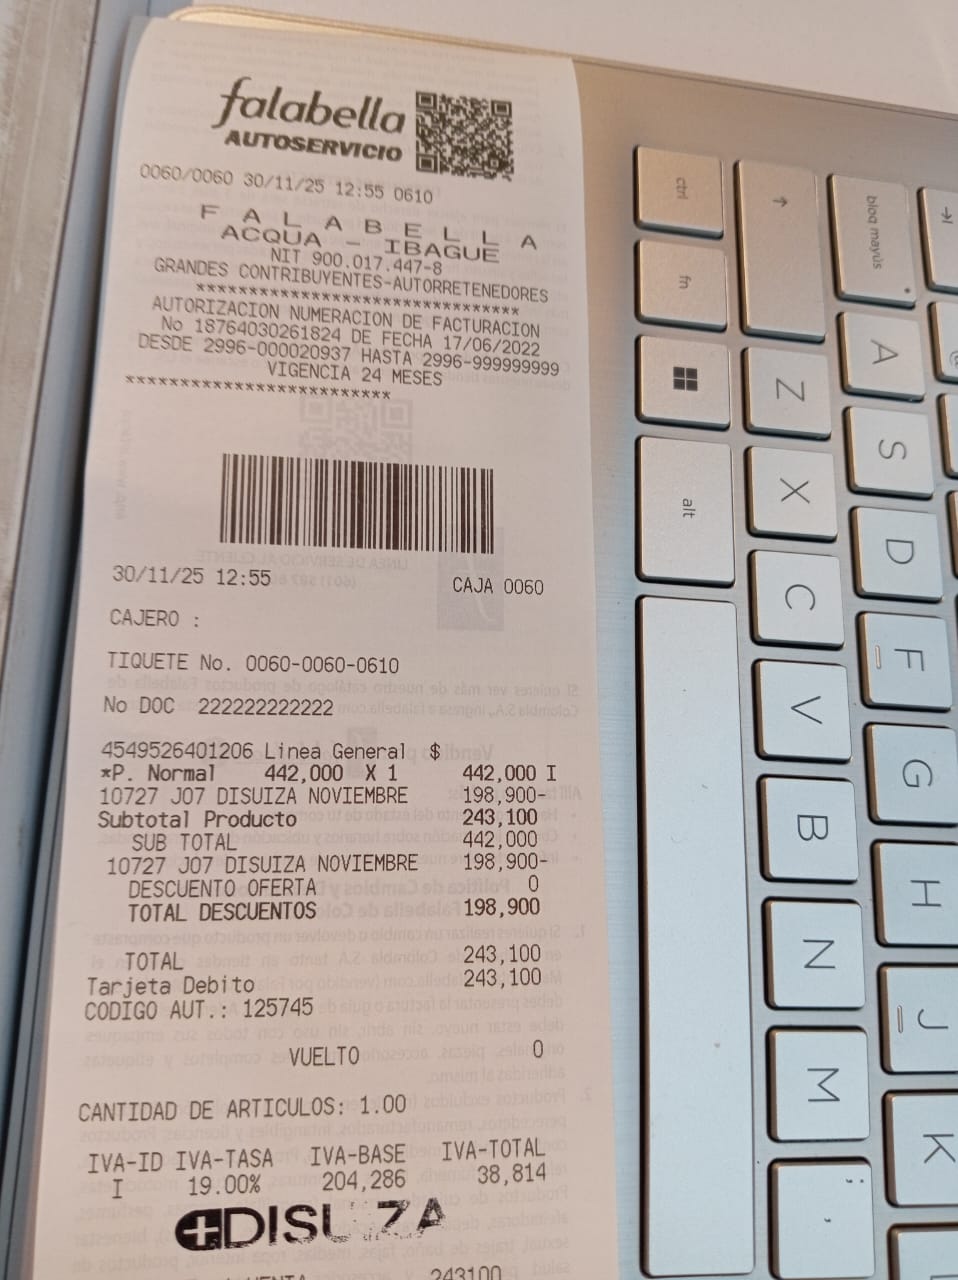 falabella
AUTOSERVICIO
0060/0060 30/11/25 12:55 0610
F A L A B E L L A
ACQUA - IBAGUE
NIT 900.017.447-8
GRANDES CONTRIBUYENTES-AUTORRETENEDORES
********************************
AUTORIZACION NUMERACION DE FACTURACION
No 18764030261824 DE FECHA 17/06/2022
DESDE 2996-000020937 HASTA 2996-999999999
VIGENCIA 24 MESES
************************
30/11/25 12:55 CAJA 0060
CAJERO :
TIQUETE No. 0060-0060-0610
No DOC 222222222222
4549526401206 Linea General $
*P. Normal 442,000 X 1 442,000 I
10727 J07 DISUIZA NOVIEMBRE 198,900-
Subtotal Producto 243,100
SUB TOTAL 442,000
10727 J07 DISUIZA NOVIEMBRE 198,900-
DESCUENTO OFERTA 0
TOTAL DESCUENTOS 198,900
TOTAL 243,100
Tarjeta Debito 243,100
CODIGO AUT.: 125745
VUELTO 0
CANTIDAD DE ARTICULOS: 1.00
IVA-ID IVA-TASA IVA-BASE IVA-TOTAL
I 19.00% 204,286 38,814
DISUIZA
243100
ctrl
fn
alt
bloq mayús
A
S
D
F
G
H
J
K
Z
X
C
V
B
N
M
;
,